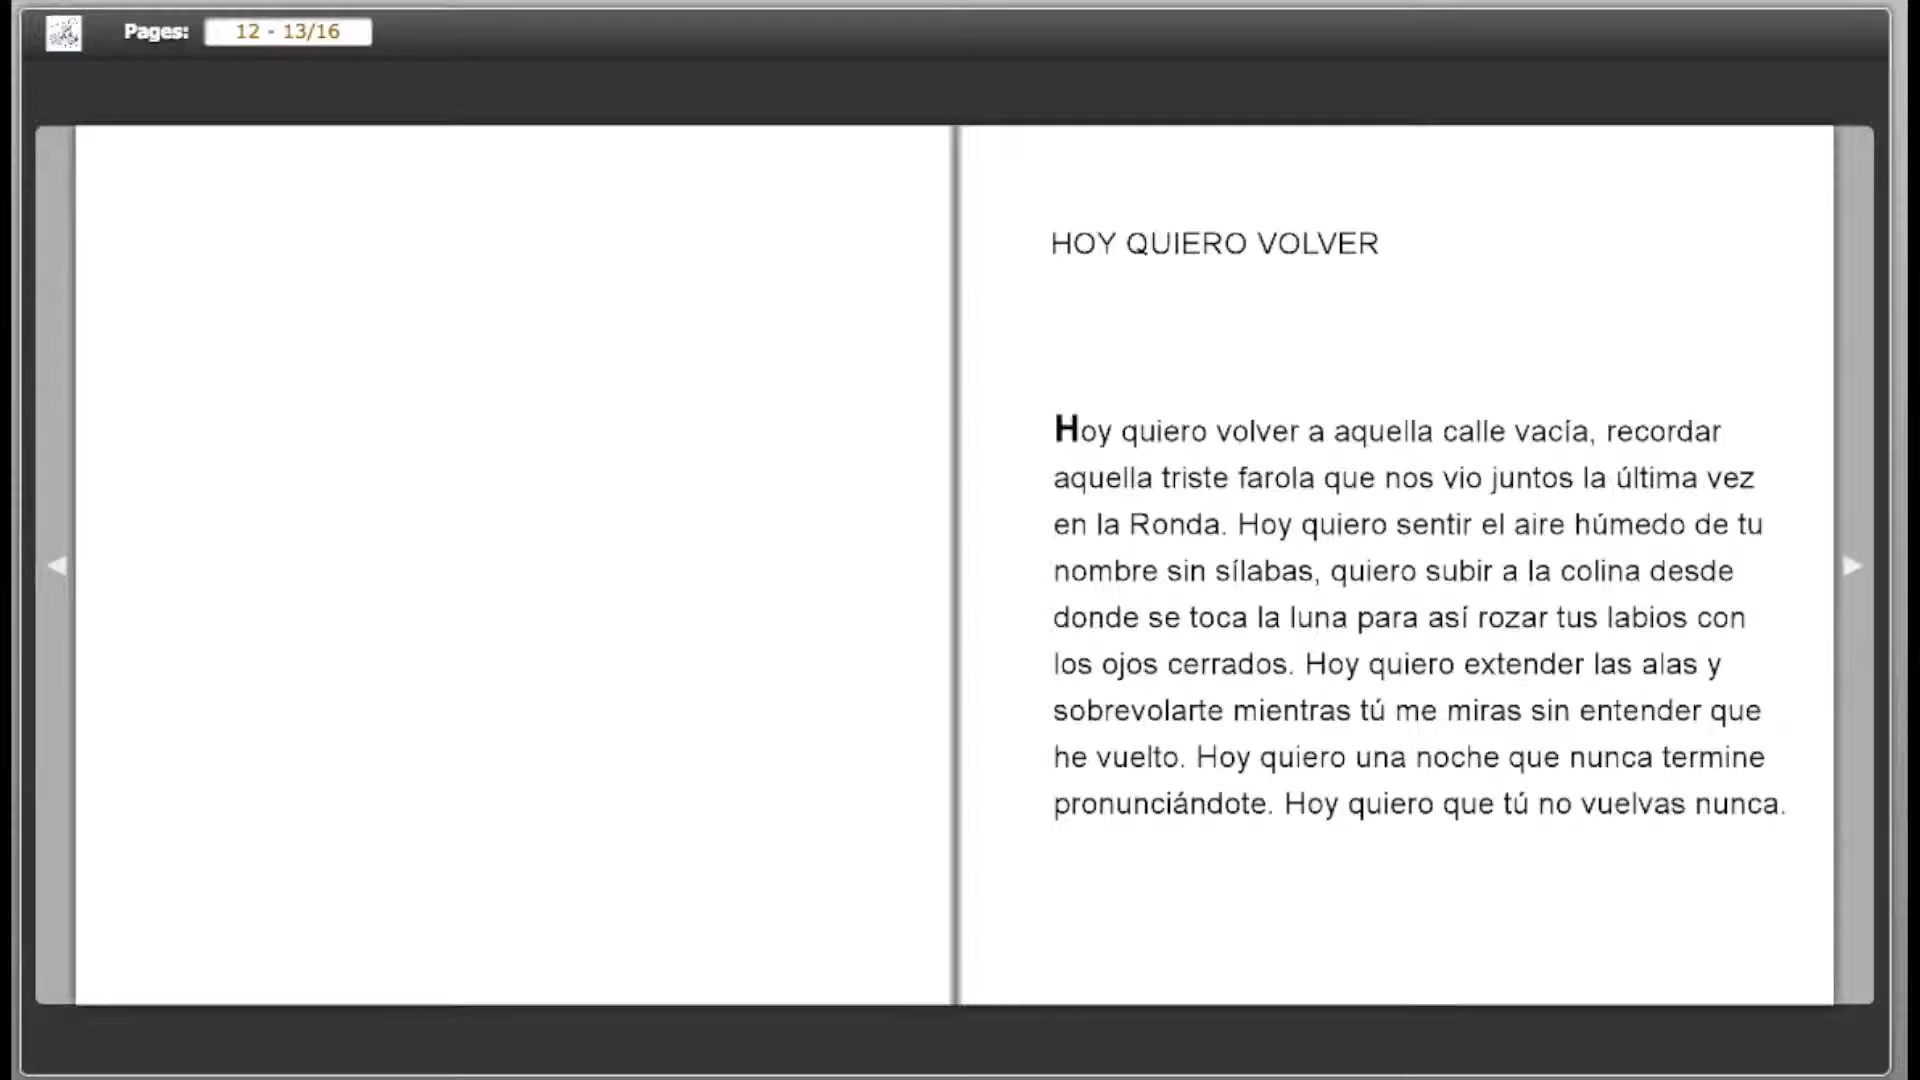 Pages: 12 - 13/16
HOY QUIERO VOLVER
Hoy quiero volver a aquella calle vacía, recordar
aquella triste farola que nos vio juntos la última vez
en la Ronda. Hoy quiero sentir el aire húmedo de tu
nombre sin sílabas, quiero subir a la colina desde
donde se toca la luna para así rozar tus labios con
los ojos cerrados. Hoy quiero extender las alas y
sobrevolarte mientras tú me miras sin entender que
he vuelto. Hoy quiero una noche que nunca termine
pronunciándote. Hoy quiero que tú no vuelvas nunca.